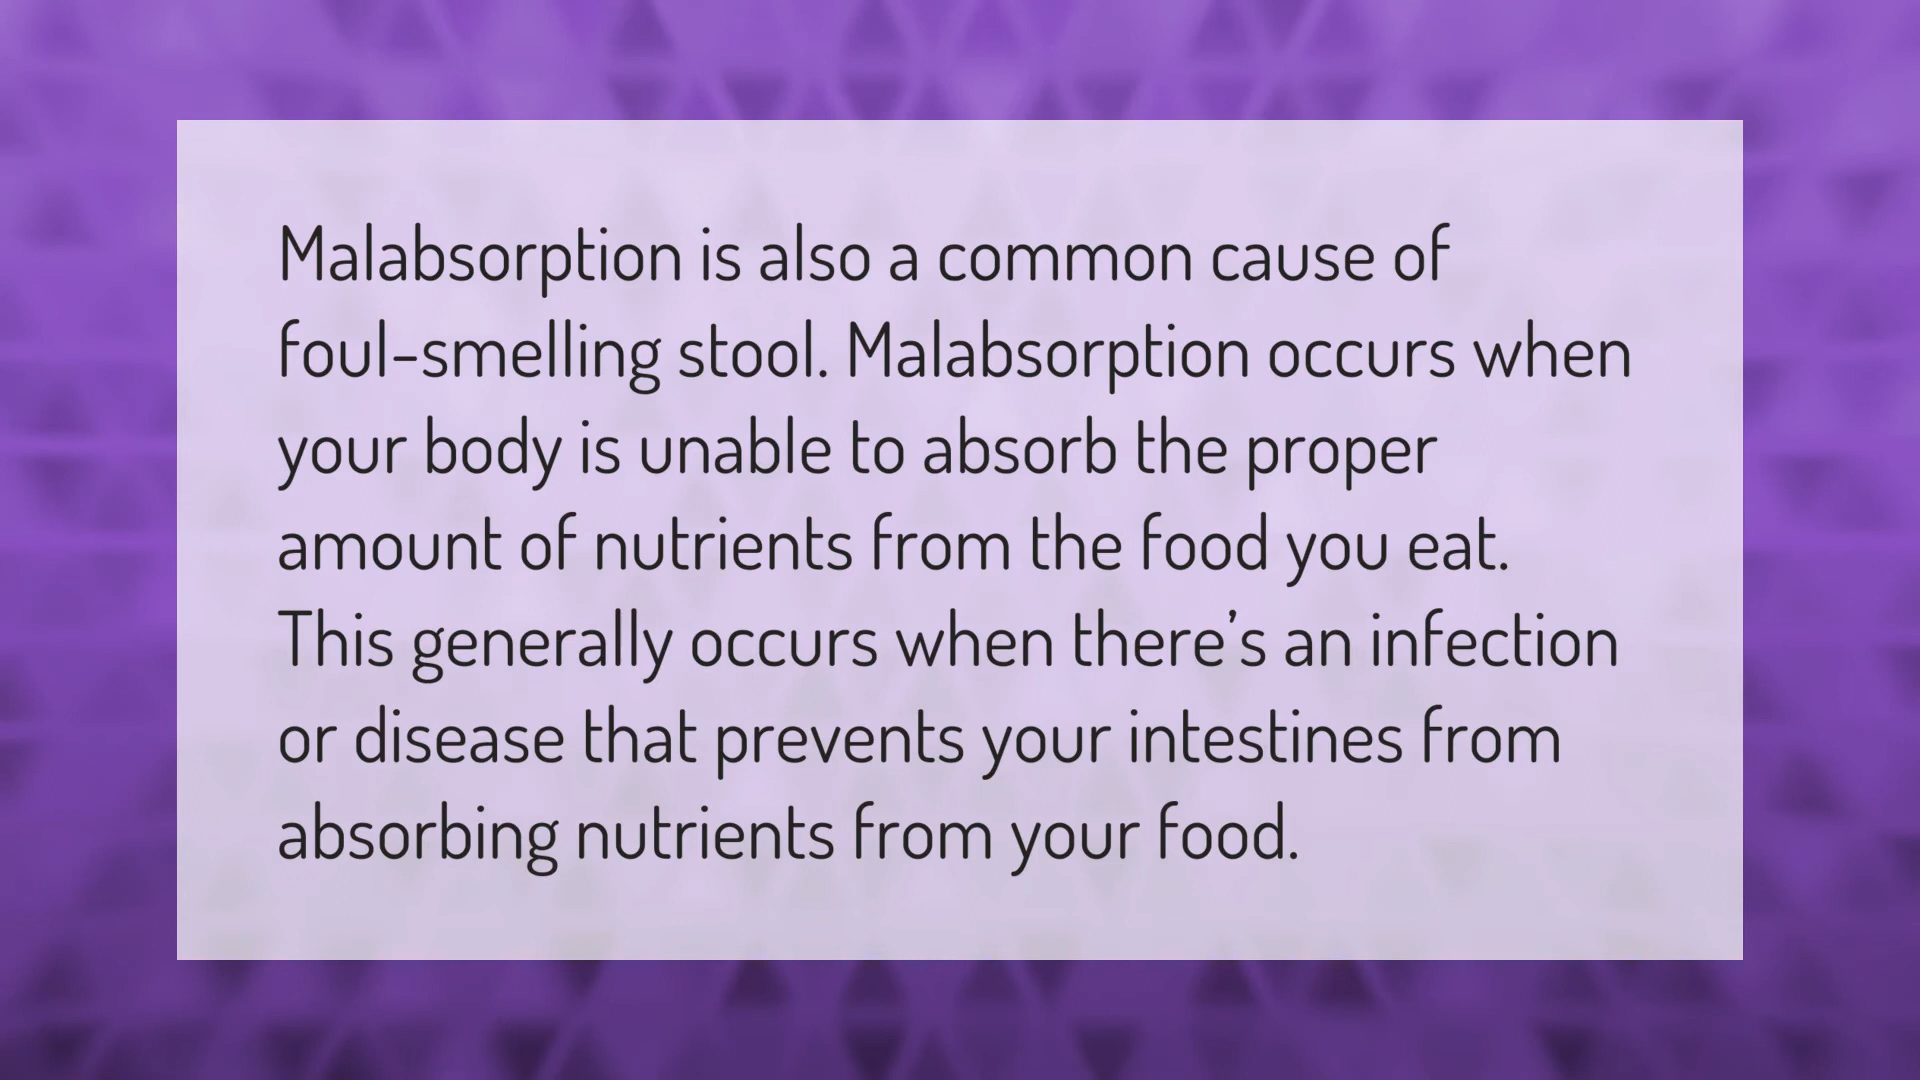 Malabsorption is also a common cause of
foul-smelling stool. Malabsorption occurs when
your body is unable to absorb the proper
amount of nutrients from the food you eat.
This generally occurs when there’s an infection
or disease that prevents your intestines from
absorbing nutrients from your food.